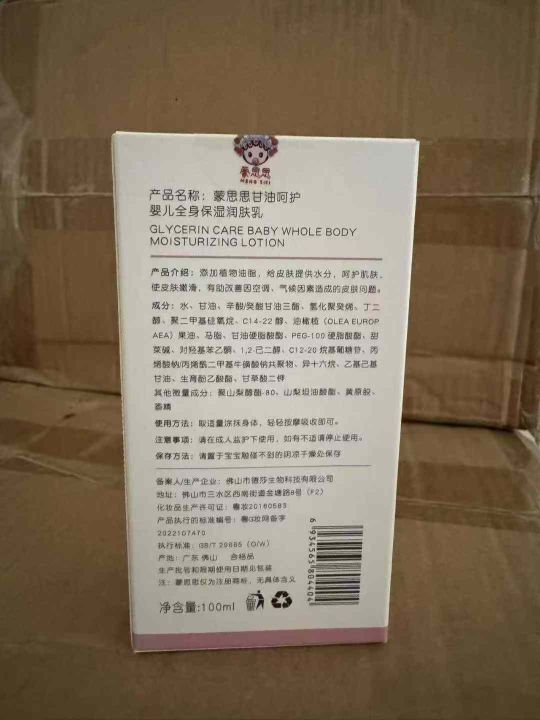 蒙思思
MENG SISI
产品名称：蒙思思甘油呵护
婴儿全身保湿润肤乳
GLYCERIN CARE BABY WHOLE BODY
MOISTURIZING LOTION
产品介绍：添加植物油脂，给皮肤提供水分，呵护肌肤，
使皮肤嫩滑，有助改善因空调、气候因素造成的皮肤问题。
成分：水、甘油、辛酸/癸酸甘油三酯、氢化聚癸烯、丁二
醇、聚二甲基硅氧烷、C14-22 醇、油橄榄（OLEA EUROP
AEA）果油、马脂、甘油硬脂酸酯、PEG-100 硬脂酸酯、甜
菜碱、对羟基苯乙酮、1,2-己二醇、C12-20 烷基葡糖苷、丙
烯酸钠/丙烯酰二甲基牛磺酸钠共聚物、异十六烷、乙基己基
甘油、生育酚乙酸酯、甘草酸二钾
其他微量成分：聚山梨醇酯-80、山梨坦油酸酯、黄原胶、
香精
使用方法：取适量涂抹身体，轻轻按摩吸收即可。
注意事项：请在成人监护下使用，如有不适请停止使用。
保存方法：请置于宝宝触碰不到的阴凉干燥处保存
备案人/生产企业：佛山市德莎生物科技有限公司
地址：佛山市三水区西南街道金塘路8号（F2）
化妆品生产许可证：粤妆20180583
产品执行的标准编号：粤G妆网备字
2022107470
执行标准：GB/T 29665（O/W）
产地：广东 佛山 合格品
生产批号和限期使用日期见包装
注：蒙思思仅为注册商标，无具体含义
净含量:100ml
6934565804404